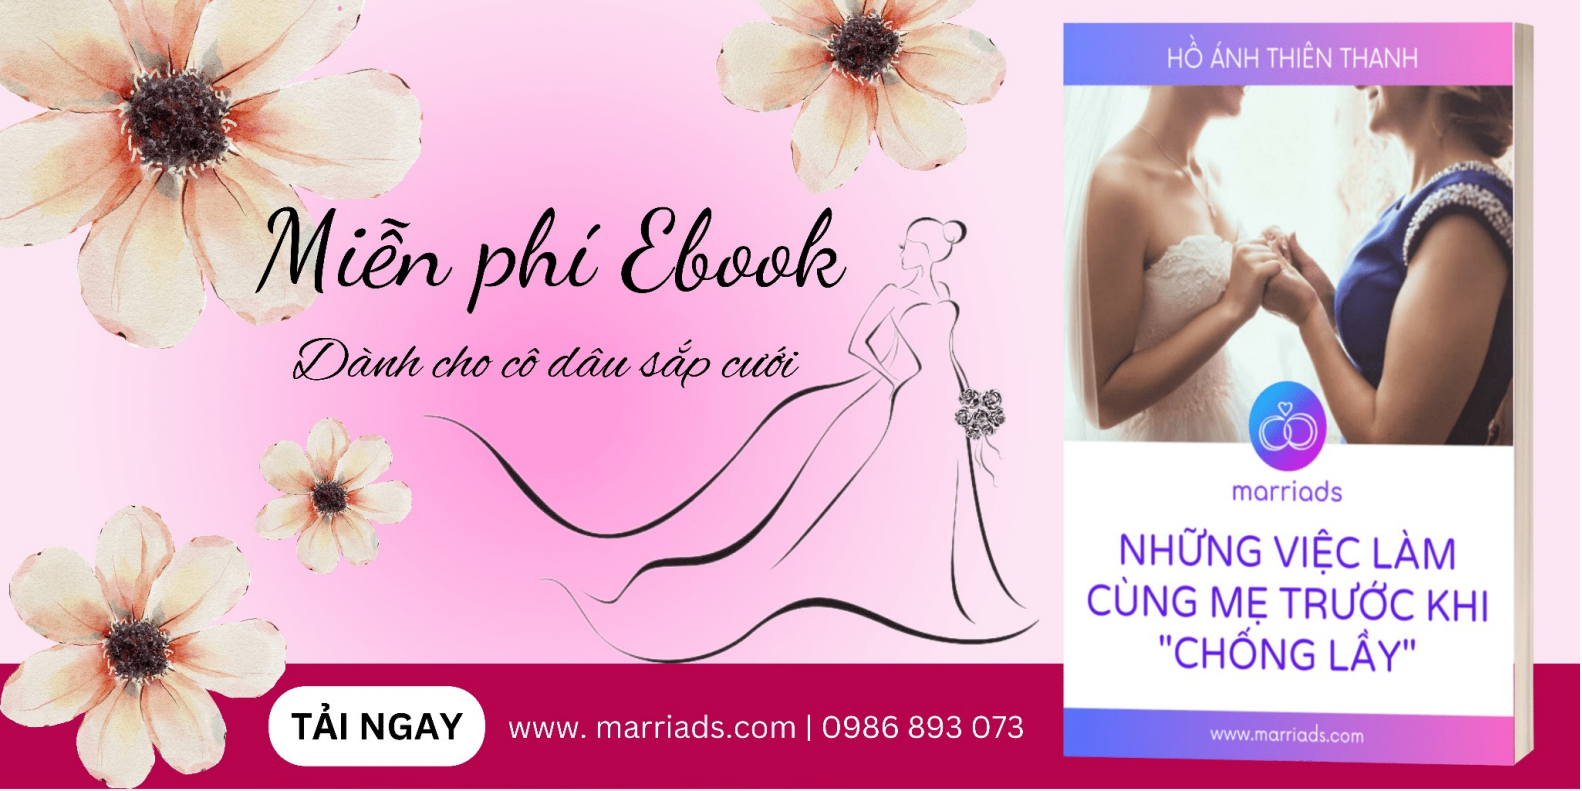 Miễn phí Ebook
Dành cho cô dâu sắp cưới
TẢI NGAY
www. marriads.com | 0986 893 073
HỒ ÁNH THIÊN THANH
marriads
NHỮNG VIỆC LÀM
CÙNG MẸ TRƯỚC KHI
"CHỐNG LẦY"
www.marriads.com